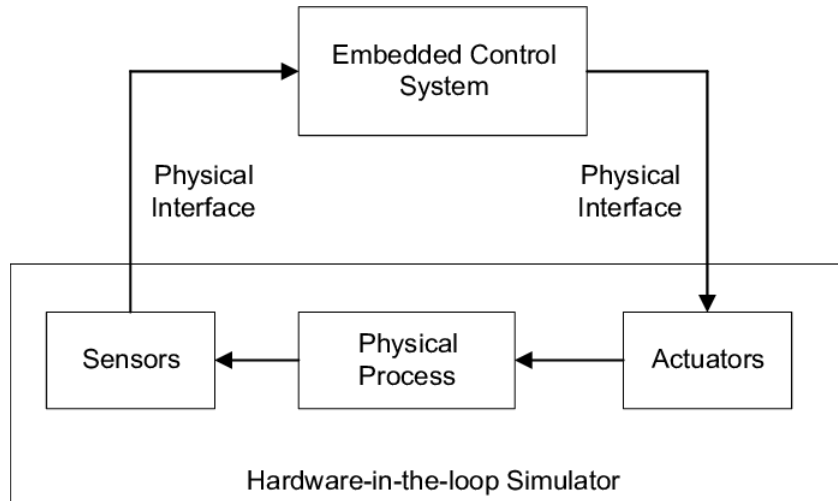 Embedded Control
System
Physical
Interface
Physical
Interface
Sensors
Physical
Process
Actuators
Hardware-in-the-loop Simulator